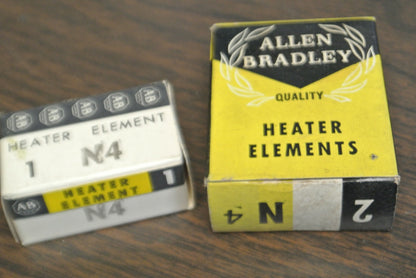 AB AB AB AB AB
HEATER ELEMENT
1 N4
AB HEATER ELEMENT 1
N4
ALLEN
BRADLEY
QUALITY
HEATER
ELEMENTS
N4 2